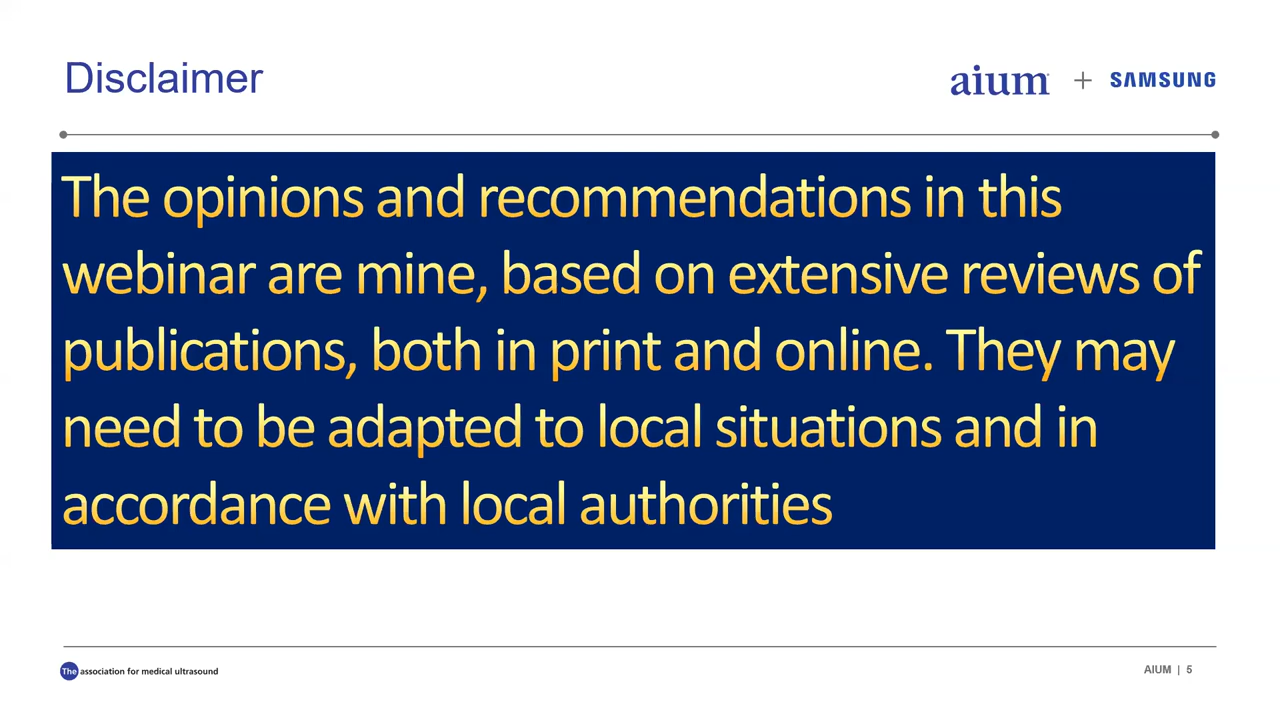 Disclaimer
aium + SAMSUNG
The opinions and recommendations in this
webinar are mine, based on extensive reviews of
publications, both in print and online. They may
need to be adapted to local situations and in
accordance with local authorities
The association for medical ultrasound
AIUM | 5